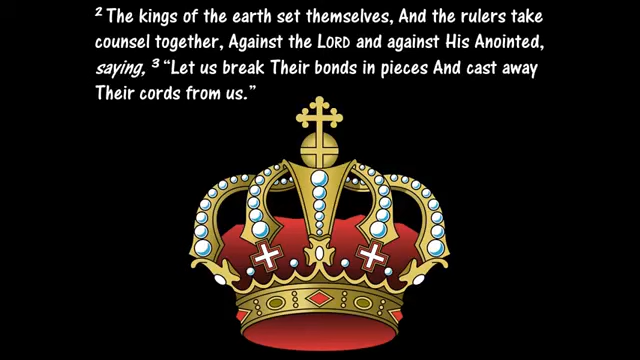 ² The kings of the earth set themselves, And the rulers take
counsel together, Against the LORD and against His Anointed,
saying, ³ “Let us break Their bonds in pieces And cast away
Their cords from us.”